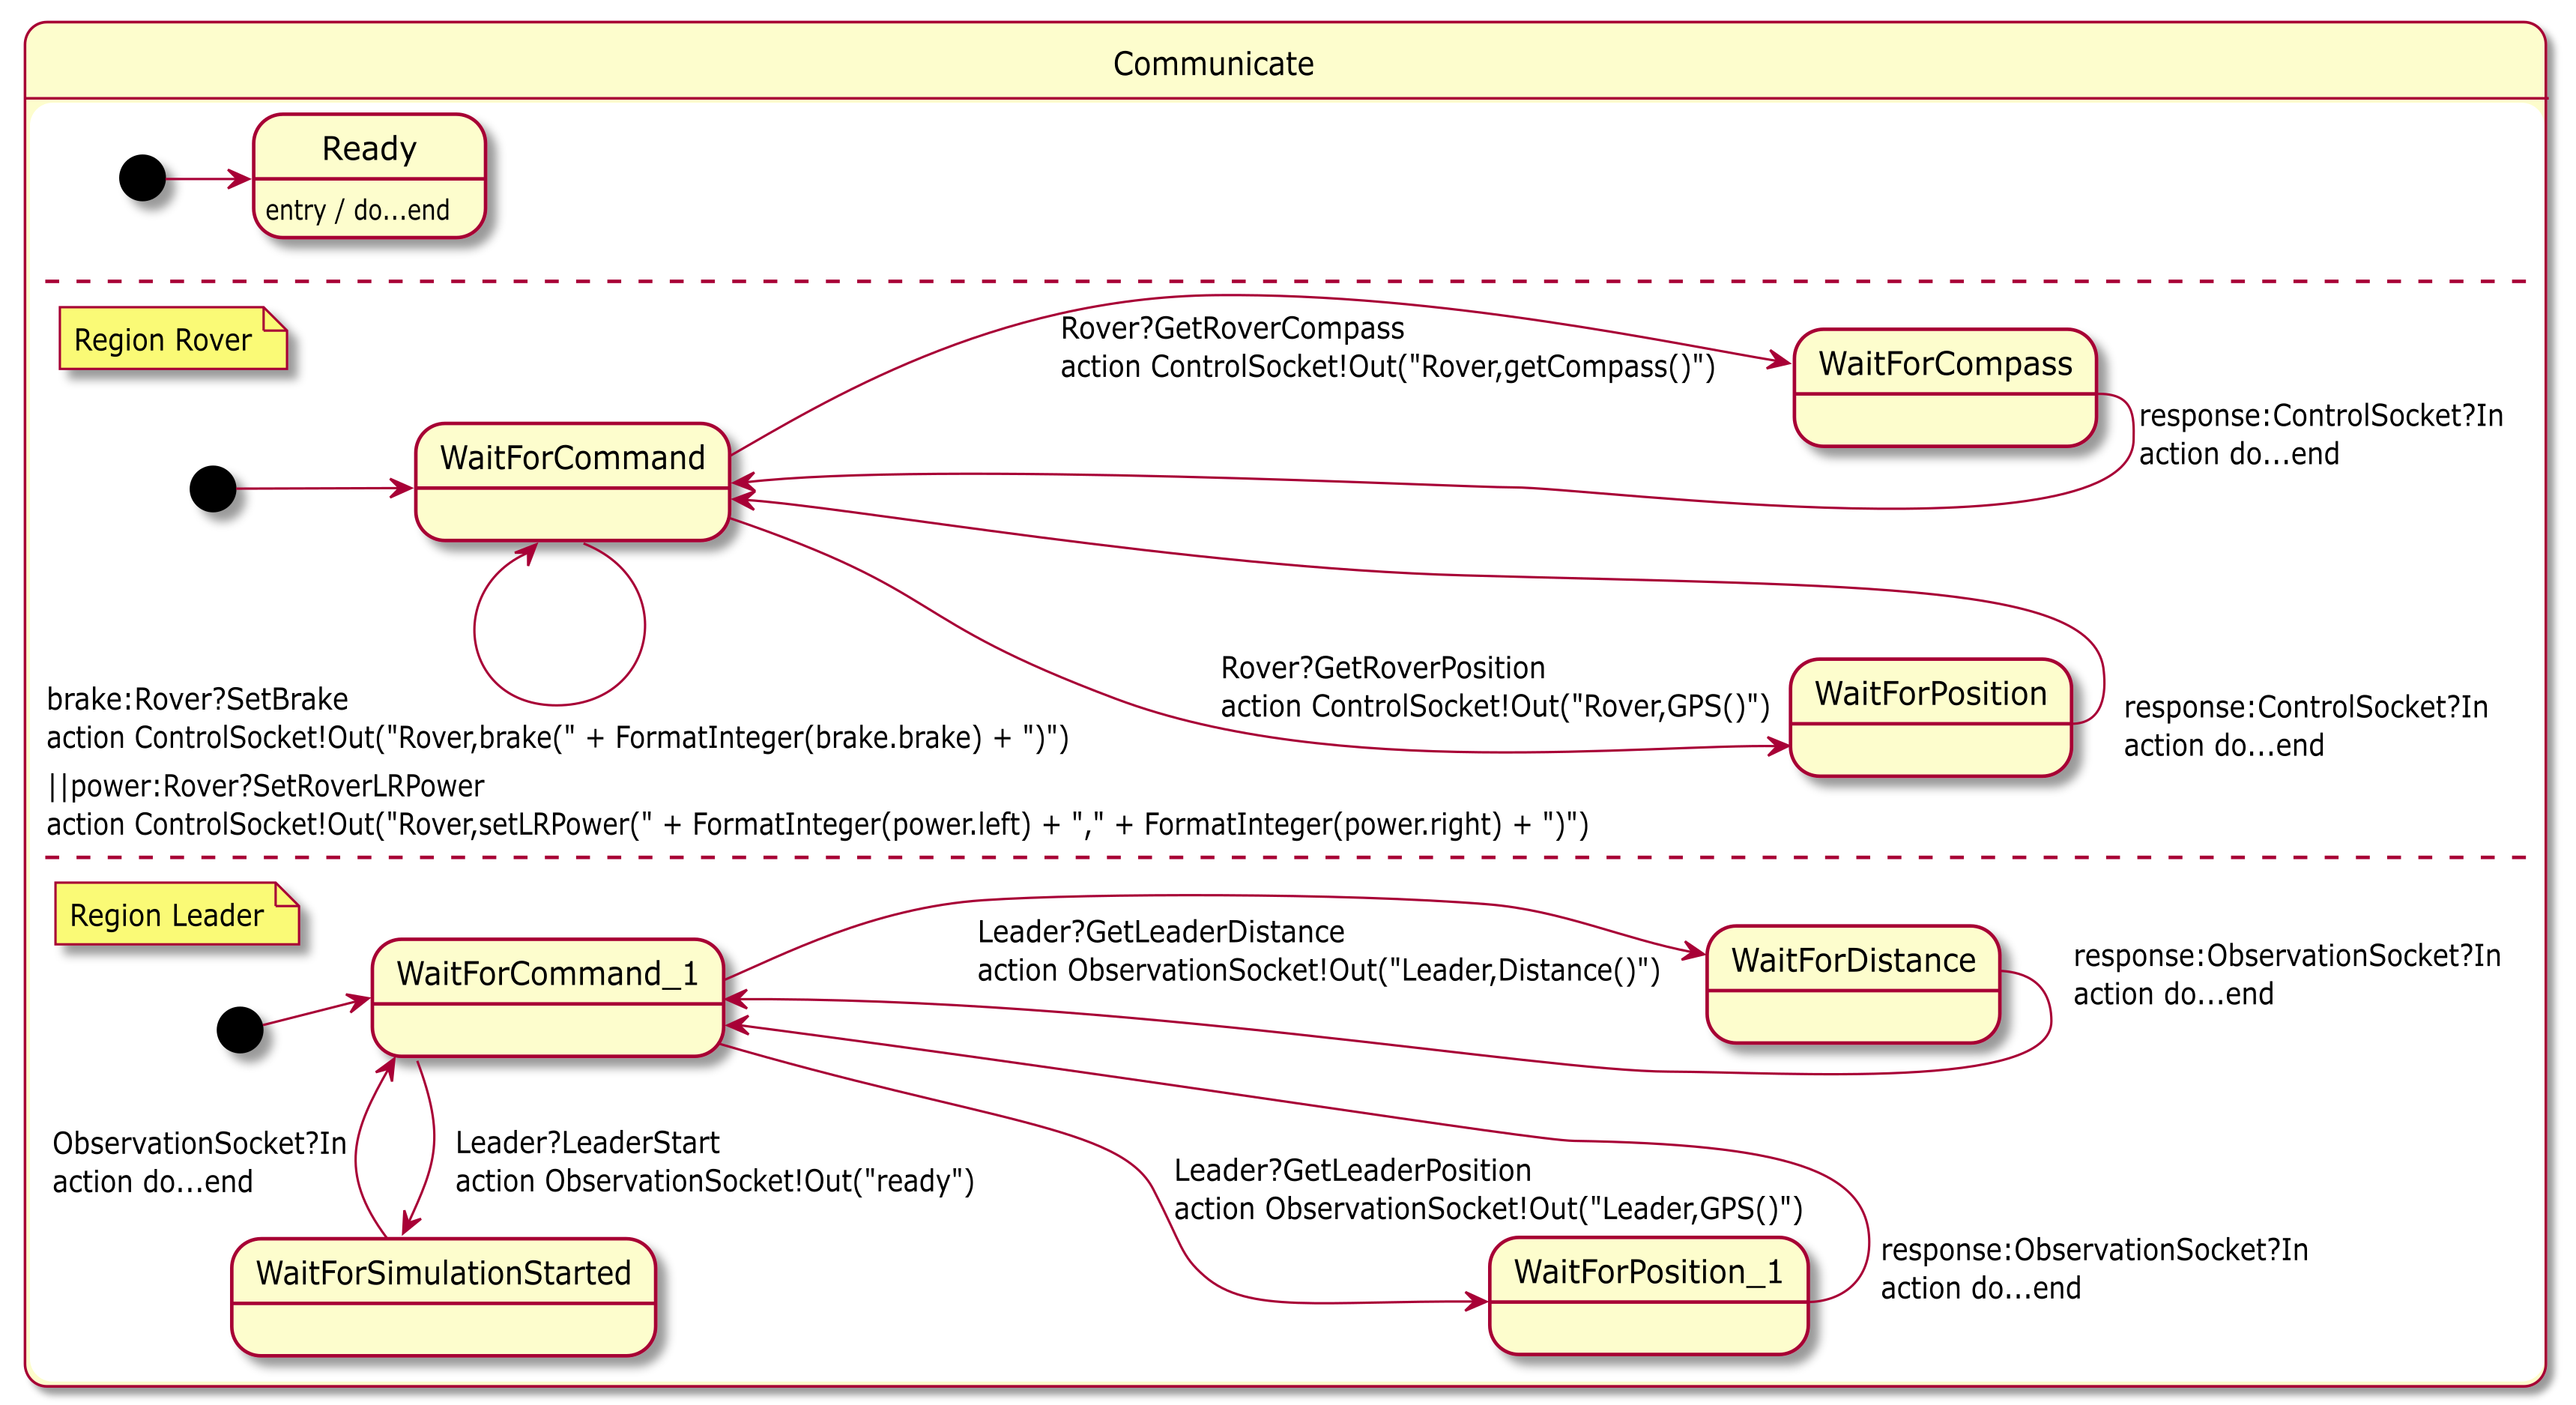 Communicate
Ready
entry / do...end
Region Rover
Rover?GetRoverCompass
action ControlSocket!Out("Rover,getCompass()")
WaitForCompass
response:ControlSocket?In
action do...end
WaitForCommand
Rover?GetRoverPosition
action ControlSocket!Out("Rover,GPS()")
WaitForPosition
response:ControlSocket?In
action do...end
brake:Rover?SetBrake
action ControlSocket!Out("Rover,brake(" + FormatInteger(brake.brake) + ")")
||power:Rover?SetRoverLRPower
action ControlSocket!Out("Rover,setLRPower(" + FormatInteger(power.left) + "," + FormatInteger(power.right) + ")")
Region Leader
Leader?GetLeaderDistance
action ObservationSocket!Out("Leader,Distance()")
WaitForDistance
response:ObservationSocket?In
action do...end
WaitForCommand_1
ObservationSocket?In
action do...end
Leader?LeaderStart
action ObservationSocket!Out("ready")
Leader?GetLeaderPosition
action ObservationSocket!Out("Leader,GPS()")
WaitForSimulationStarted
WaitForPosition_1
response:ObservationSocket?In
action do...end